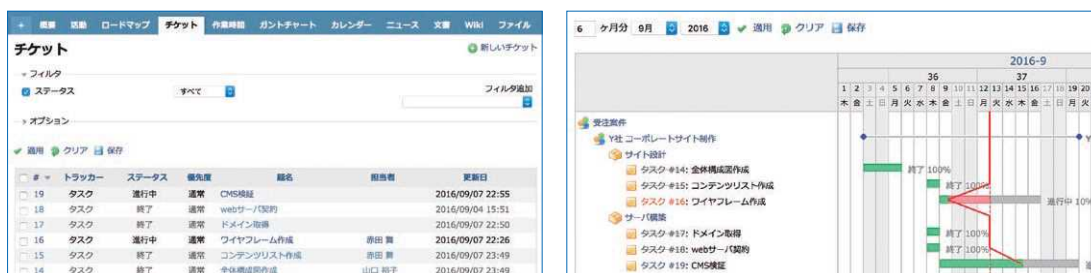 + 概要 活動 ロードマップ チケット 作業時間 ガントチャート カレンダー ニュース 文書 Wiki ファイル
チケット
新しいチケット
フィルタ
ステータス すべて フィルタ追加
オプション
適用 クリア 保存
# トラッカー ステータス 優先度 題名 担当者 更新日
19 タスク 進行中 通常 CMS検証 2016/09/07 22:55
18 タスク 終了 通常 webサーバ契約 2016/09/04 15:51
17 タスク 終了 通常 ドメイン取得 2016/09/07 22:50
16 タスク 進行中 通常 ワイヤフレーム作成 赤田 舞 2016/09/07 22:26
15 タスク 終了 通常 コンテンツリスト作成 赤田 舞 2016/09/07 23:49
14 タスク 終了 通常 全体構成図作成 山口 裕子 2016/09/07 23:49
6 ヶ月分 9月 2016 適用 クリア 保存
2016-9
36 37
1 2 3 4 5 6 7 8 9 10 11 12 13 14 15 16 17 18 19 20
木 金 土 日 月 火 水 木 金 土 日 月 火 水 木 金 土 日 月 火
受注案件
Y社 コーポレートサイト制作 Y
サイト設計
タスク #14: 全体構成図作成 終了 100%
タスク #15: コンテンツリスト作成 終了 100%
タスク #16: ワイヤフレーム作成 進行中 10%
サーバ構築
タスク #17: ドメイン取得 終了 100%
タスク #18: webサーバ契約 終了 100%
タスク #19: CMS検証